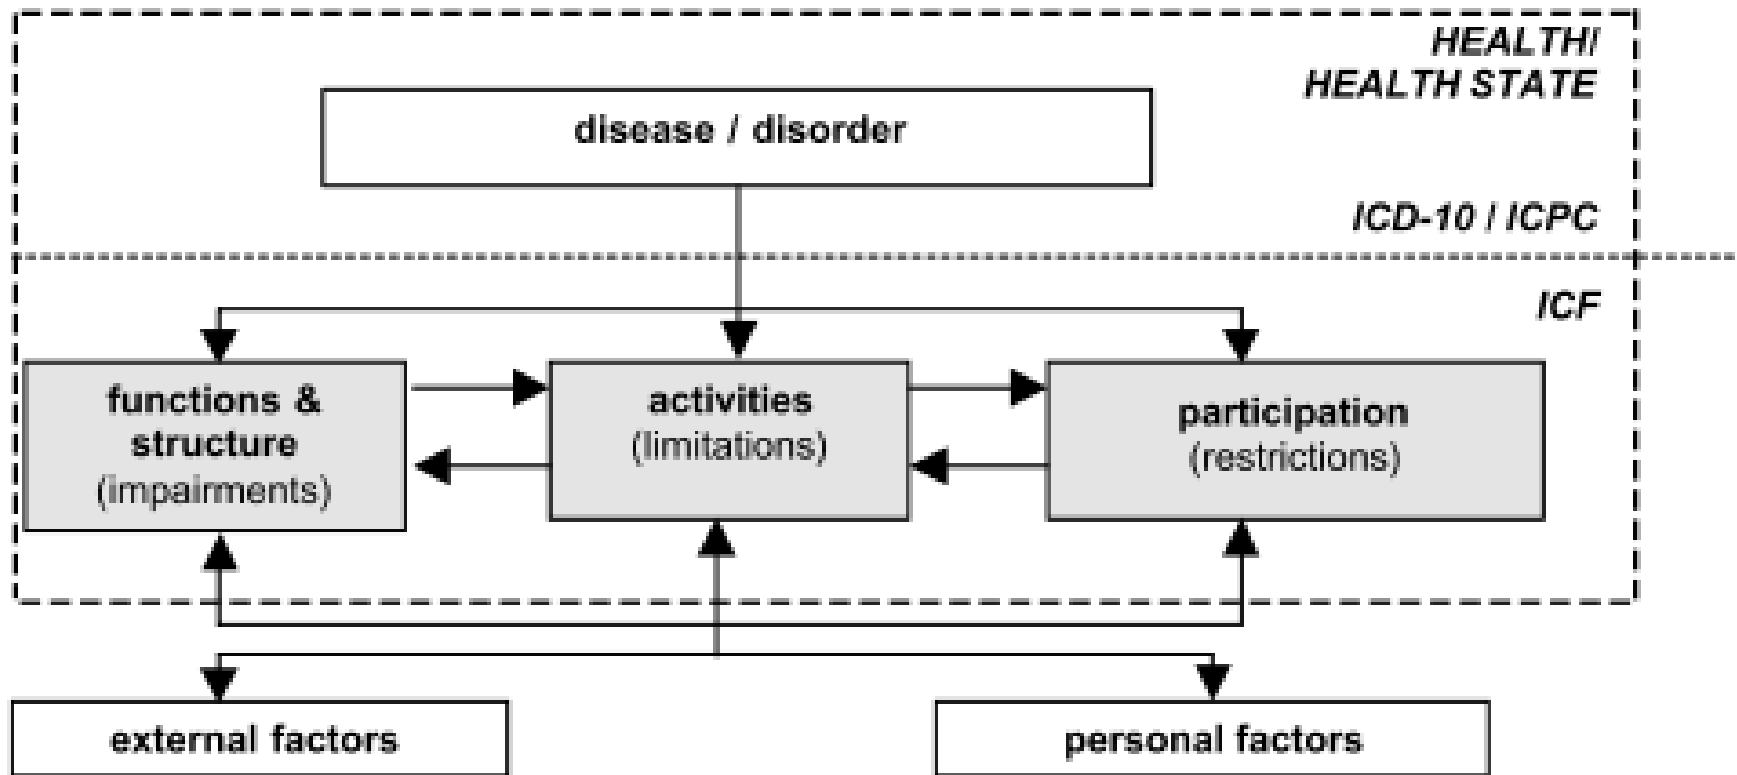 HEALTH/
HEALTH STATE
disease / disorder
ICD-10 / ICPC
ICF
functions &
structure
(impairments)
activities
(limitations)
participation
(restrictions)
external factors
personal factors